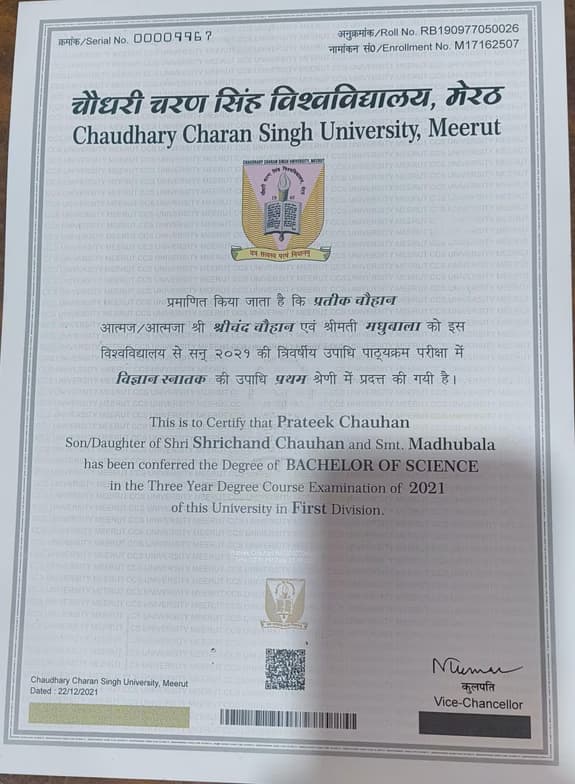 क्रमांक/Serial No. 00009967
अनुक्रमांक/Roll No. RB190977050026
नामांकन सं०/Enrollment No. M17162507
चौधरी चरण सिंह विश्वविद्यालय, मेरठ
Chaudhary Charan Singh University, Meerut
CHAUDHARY CHARAN SINGH UNIVERSITY, MEERUT
प्रमाणित किया जाता है कि प्रतीक चौहान
आत्मज/आत्मजा श्री श्रीचंद चौहान एवं श्रीमती मधुबाला को इस
विश्वविद्यालय से सन् २०२१ की त्रिवर्षीय उपाधि पाठ्यक्रम परीक्षा में
विज्ञान स्नातक की उपाधि प्रथम श्रेणी में प्रदत्त की गयी है।
This is to Certify that Prateek Chauhan
Son/Daughter of Shri Shrichand Chauhan and Smt. Madhubala
has been conferred the Degree of BACHELOR OF SCIENCE
in the Three Year Degree Course Examination of 2021
of this University in First Division.
Chaudhary Charan Singh University, Meerut
Dated : 22/12/2021
कुलपति
Vice-Chancellor